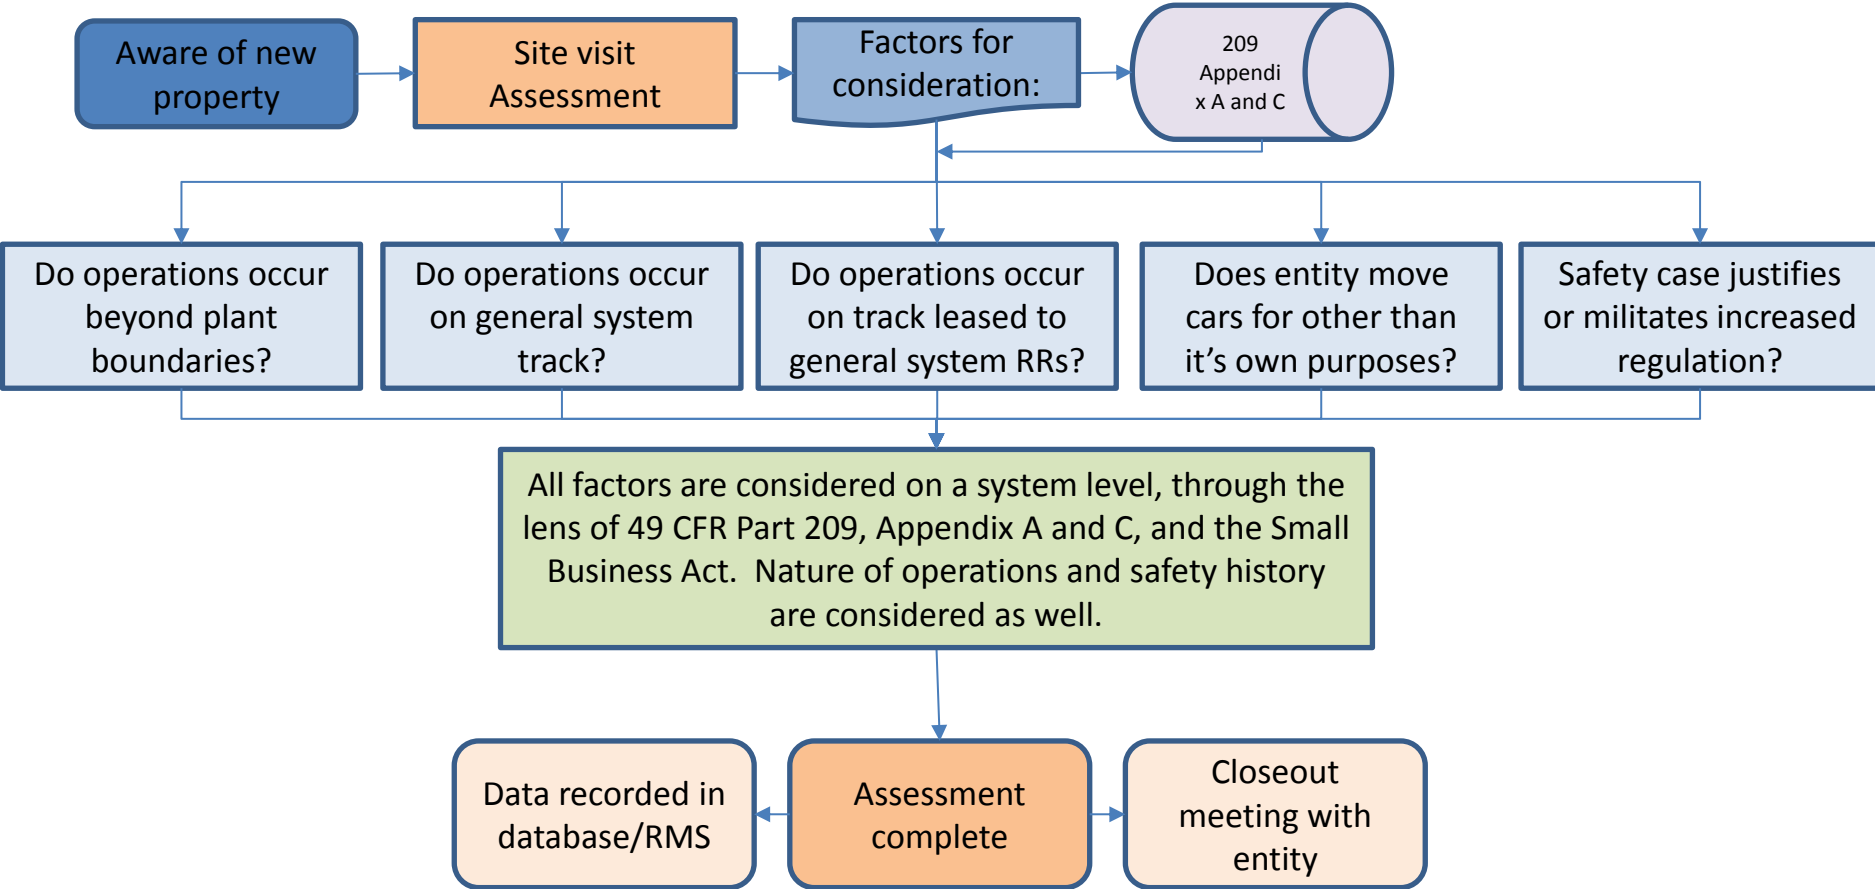 Aware of new
property
Site visit
Assessment
Factors for
consideration:
209
Appendi
x A and C
Do operations occur
beyond plant
boundaries?
Do operations occur
on general system
track?
Do operations occur
on track leased to
general system RRs?
Does entity move
cars for other than
it’s own purposes?
Safety case justifies
or militates increased
regulation?
All factors are considered on a system level, through the
lens of 49 CFR Part 209, Appendix A and C, and the Small
Business Act.  Nature of operations and safety history
are considered as well.
Data recorded in
database/RMS
Assessment
complete
Closeout
meeting with
entity